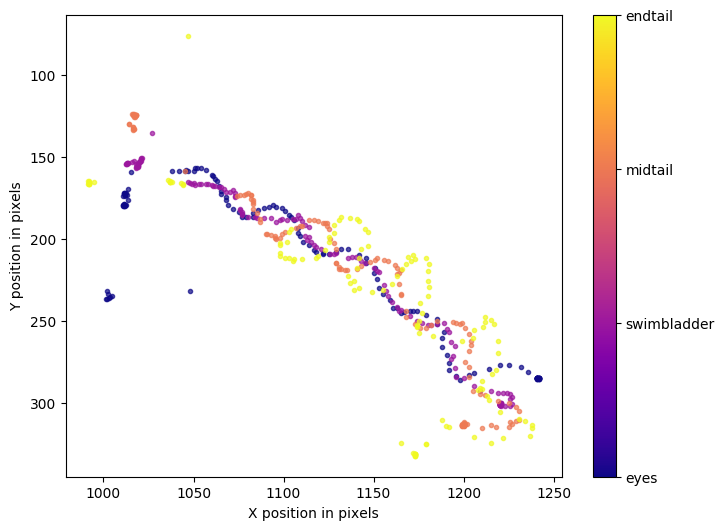 endtail
100
150
midtail
200
Y position in pixels
250
swimbladder
300
eyes
1000 1050 1100 1150 1200 1250
X position in pixels